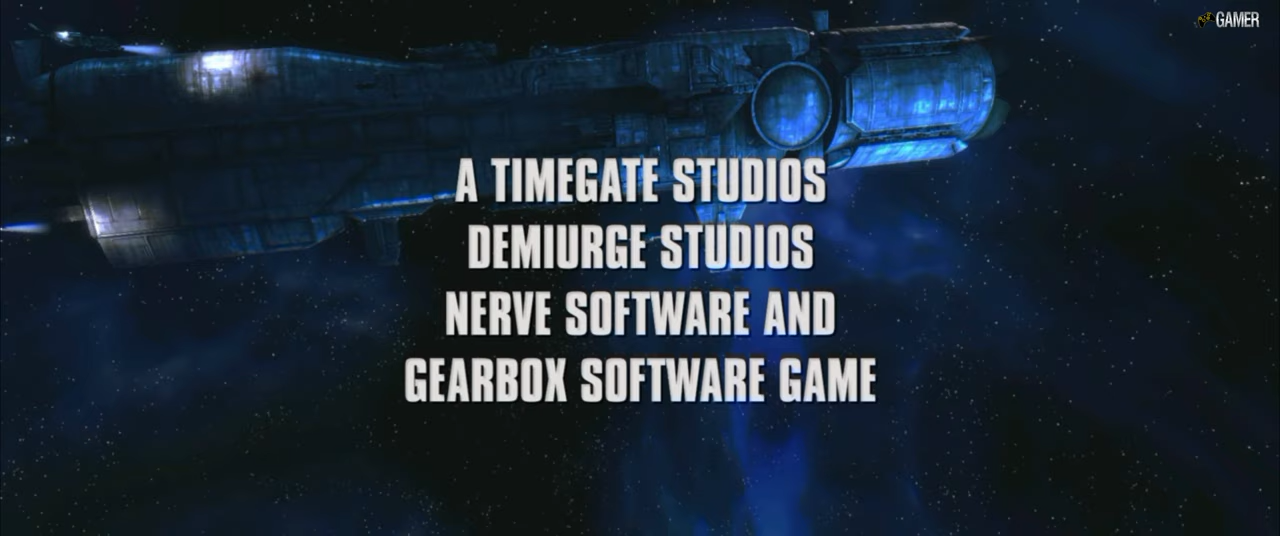 GAMER
A TIMEGATE STUDIOS
DEMIURGE STUDIOS
NERVE SOFTWARE AND
GEARBOX SOFTWARE GAME